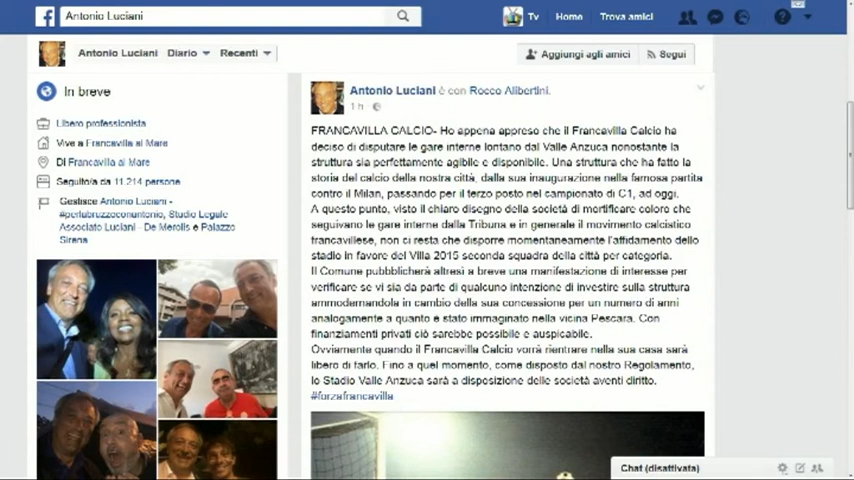 Antonio Luciani
Tv Home Trova amici
Antonio Luciani Diario Recenti
Aggiungi agli amici Segui
In breve
Libero professionista
Vive a Francavilla al Mare
Di Francavilla al Mare
Seguito/a da 11.214 persone
Gestisce Antonio Luciani -
#perlabruzzoconantonio, Studio Legale
Associato Luciani - De Merolis e Palazzo
Sirena
Antonio Luciani è con Rocco Alibertini.
1 h
FRANCAVILLA CALCIO- Ho appena appreso che il Francavilla Calcio ha
deciso di disputare le gare interne lontano dal Valle Anzuca nonostante la
struttura sia perfettamente agibile e disponibile. Una struttura che ha fatto la
storia del calcio della nostra città, dalla sua inaugurazione nella famosa partita
contro il Milan, passando per il terzo posto nel campionato di C1, ad oggi.
A questo punto, visto il chiaro disegno della società di mortificare coloro che
seguivano le gare interne dalla Tribuna e in generale il movimento calcistico
francavillese, non ci resta che disporre momentaneamente l'affidamento dello
stadio in favore del Villa 2015 seconda squadra della città per categoria.
Il Comune pubbblicherà altresì a breve una manifestazione di interesse per
verificare se vi sia da parte di qualcuno intenzione di investire sulla struttura
ammodernandola in cambio della sua concessione per un numero di anni
analogamente a quanto è stato immaginato nella vicina Pescara. Con
finanziamenti privati ciò sarebbe possibile e auspicabile.
Ovviamente quando il Francavilla Calcio vorrà rientrare nella sua casa sarà
libero di farlo. Fino a quel momento, come disposto dal nostro Regolamento,
lo Stadio Valle Anzuca sarà a disposizione delle società aventi diritto.
#forzafrancavilla
Chat (disattivata)